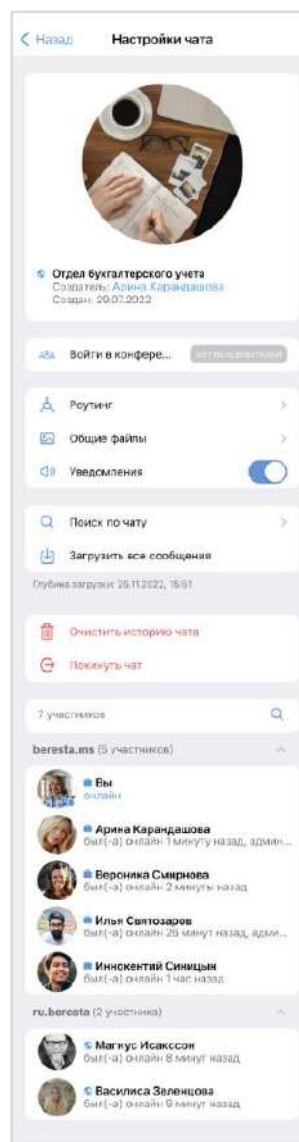 Назад Настройки чата
Отдел бухгалтерского учета
Создатель: Арина Карандашова
Создан: 20.07.2022
Войти в конфере... нет пользователей
Роутинг
Общие файлы
Уведомления
Поиск по чату
Загрузить все сообщения
Глубина загрузки: 25.11.2022,
Очистить историю чата
Покинуть чат
7 участников
beresta.ms (5 участников)
Вы
онлайн
Арина Карандашова
был(-а) онлайн 1 минуту назад, админ...
Вероника Смирнова
был(-а) онлайн 2 минуты назад
Илья Святозаров
был(-а) онлайн 26 минут назад, адми...
Иннокентий Синицын
был(-а) онлайн 1 час назад
ru.beresta (2 участника)
Магнус Исакссон
был(-а) онлайн 8 минут назад
Василиса Зеленцова
был(-а) онлайн 9 минут назад